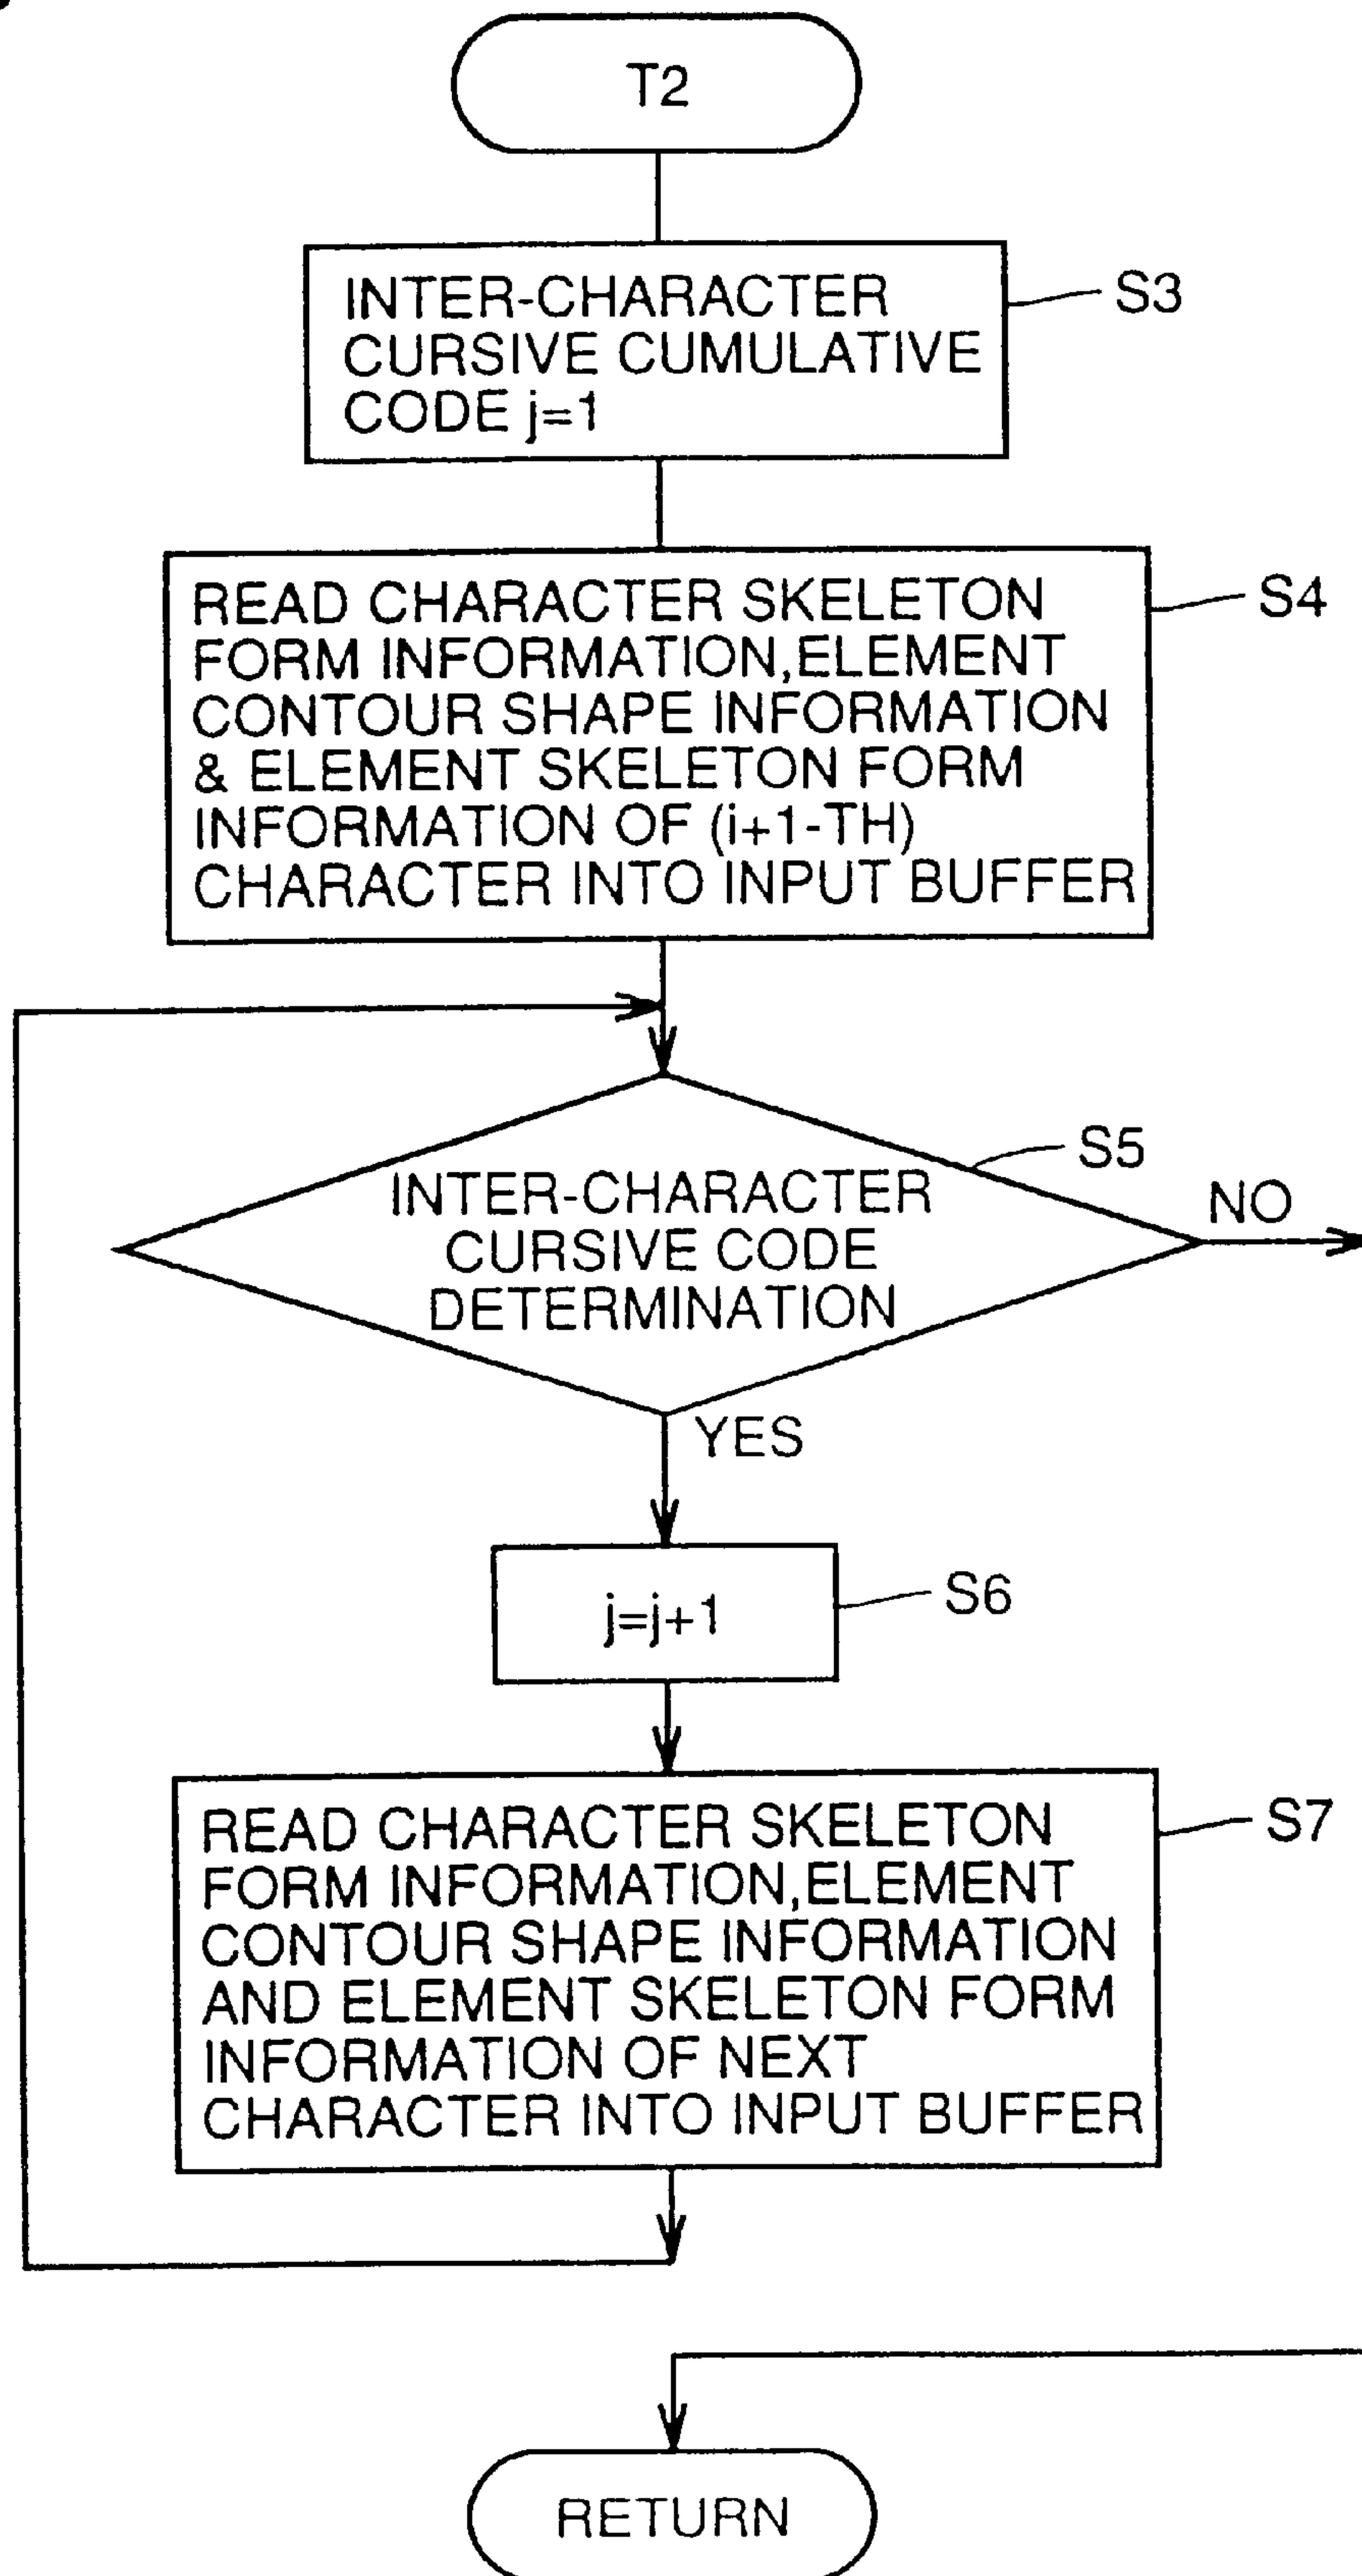 T2
INTER-CHARACTER
CURSIVE CUMULATIVE
CODE j=1
S3
READ CHARACTER SKELETON
FORM INFORMATION,ELEMENT
CONTOUR SHAPE INFORMATION
& ELEMENT SKELETON FORM
INFORMATION OF (i+1-TH)
CHARACTER INTO INPUT BUFFER
S4
INTER-CHARACTER
CURSIVE CODE
DETERMINATION
S5
NO
YES
j=j+1
S6
READ CHARACTER SKELETON
FORM INFORMATION,ELEMENT
CONTOUR SHAPE INFORMATION
AND ELEMENT SKELETON FORM
INFORMATION OF NEXT
CHARACTER INTO INPUT BUFFER
S7
RETURN